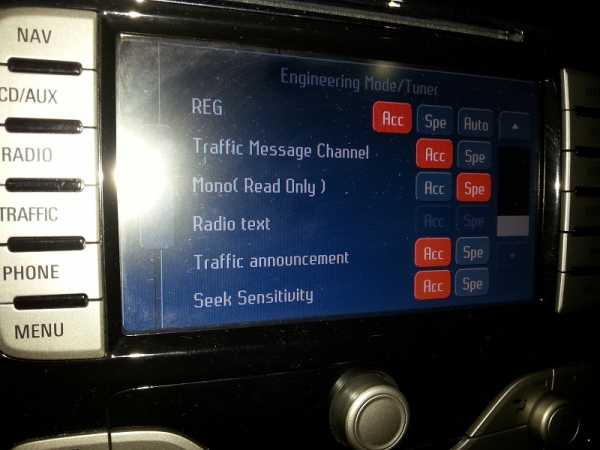 NAV
CD/AUX
RADIO
TRAFFIC
PHONE
MENU
Engineering Mode/Tuner
REG Acc Spe Auto
Traffic Message Channel Acc Spe
Mono( Read Only ) Acc Spe
Radio text Acc Spe
Traffic announcement Acc Spe
Seek Sensitivity Acc Spe